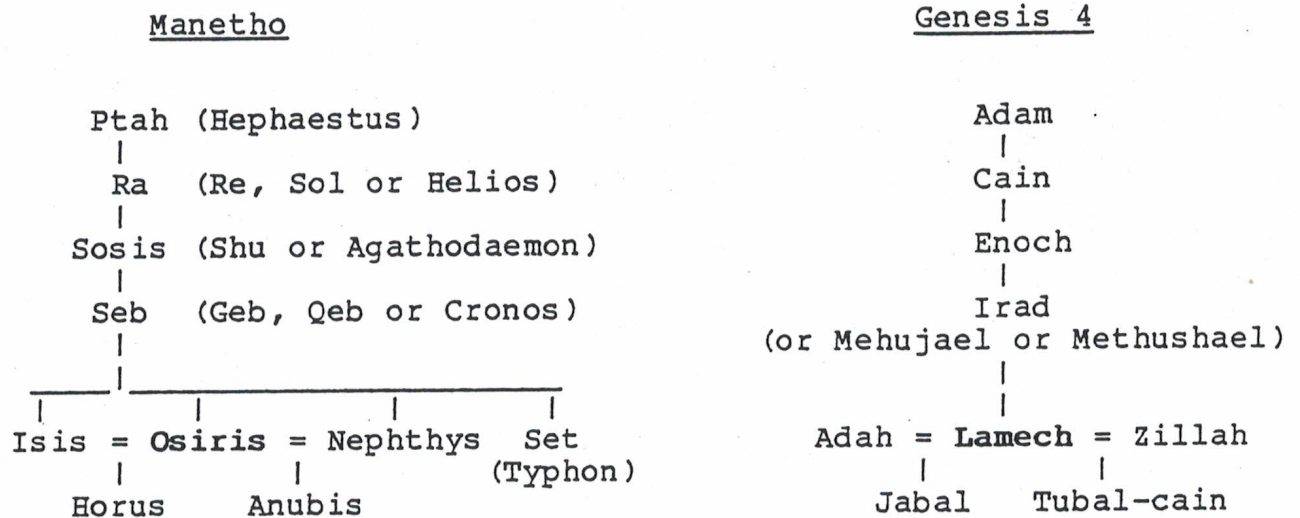 Manetho
Ptah (Hephaestus)
Ra (Re, Sol or Helios)
Sosis (Shu or Agathodaemon)
Seb (Geb, Qeb or Cronos)
Isis = Osiris = Nephthys Set
(Typhon)
Horus Anubis
Genesis 4
Adam
Cain
Enoch
Irad
(or Mehujael or Methushael)
Adah = Lamech = Zillah
Jabal Tubal-cain